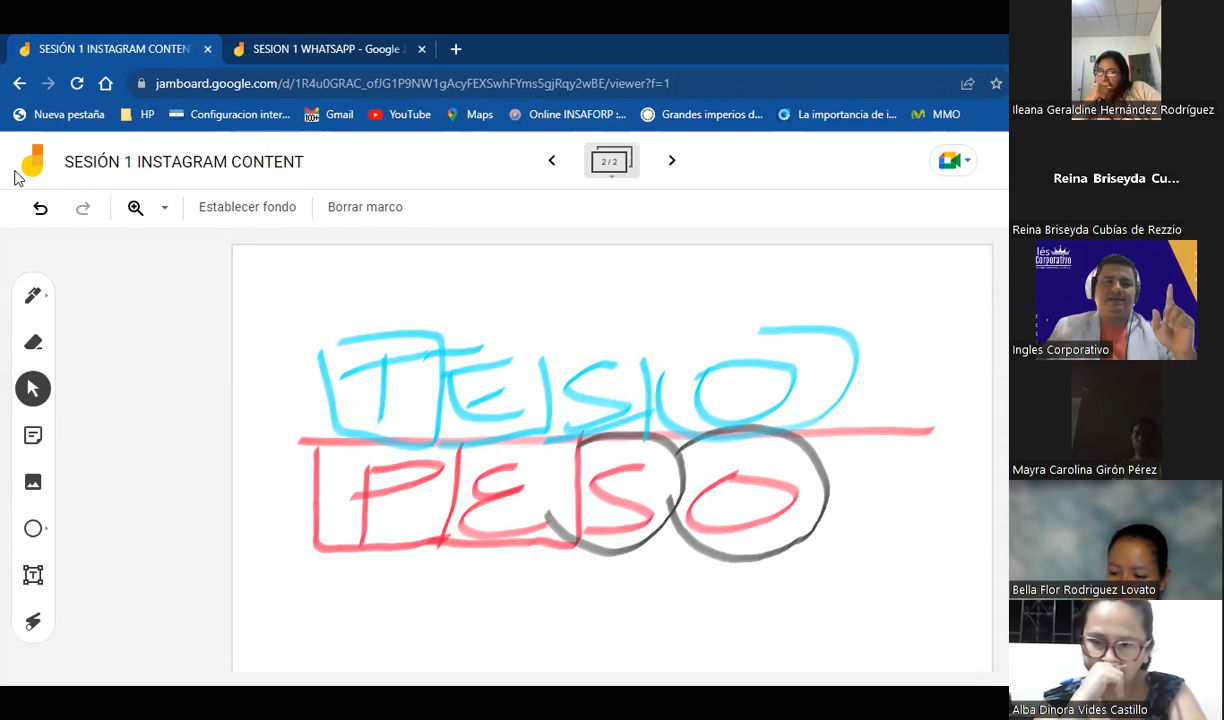 SESIÓN 1 INSTAGRAM CONTEN
SESION 1 WHATSAPP - Google J
jamboard.google.com/d/1R4u0GRAC_ofJG1P9NW1gAcyFEXSwhFYms5gjRqy2wBE/viewer?f=1
Nueva pestaña HP Configuracion inter... Gmail YouTube Maps Online INSAFORP :,... Grandes imperios d... La importancia de i... MMO
SESIÓN 1 INSTAGRAM CONTENT
2 / 2
Establecer fondo Borrar marco
TESO
PESO
Ileana Geraldine Hernández Rodríguez
Reina Briseyda Cu...
Reina Briseyda Cubías de Rezzio
Corporativo
Ingles Corporativo
Mayra Carolina Girón Pérez
Bella Flor Rodriguez Lovato
Alba Dinora Vides Castillo